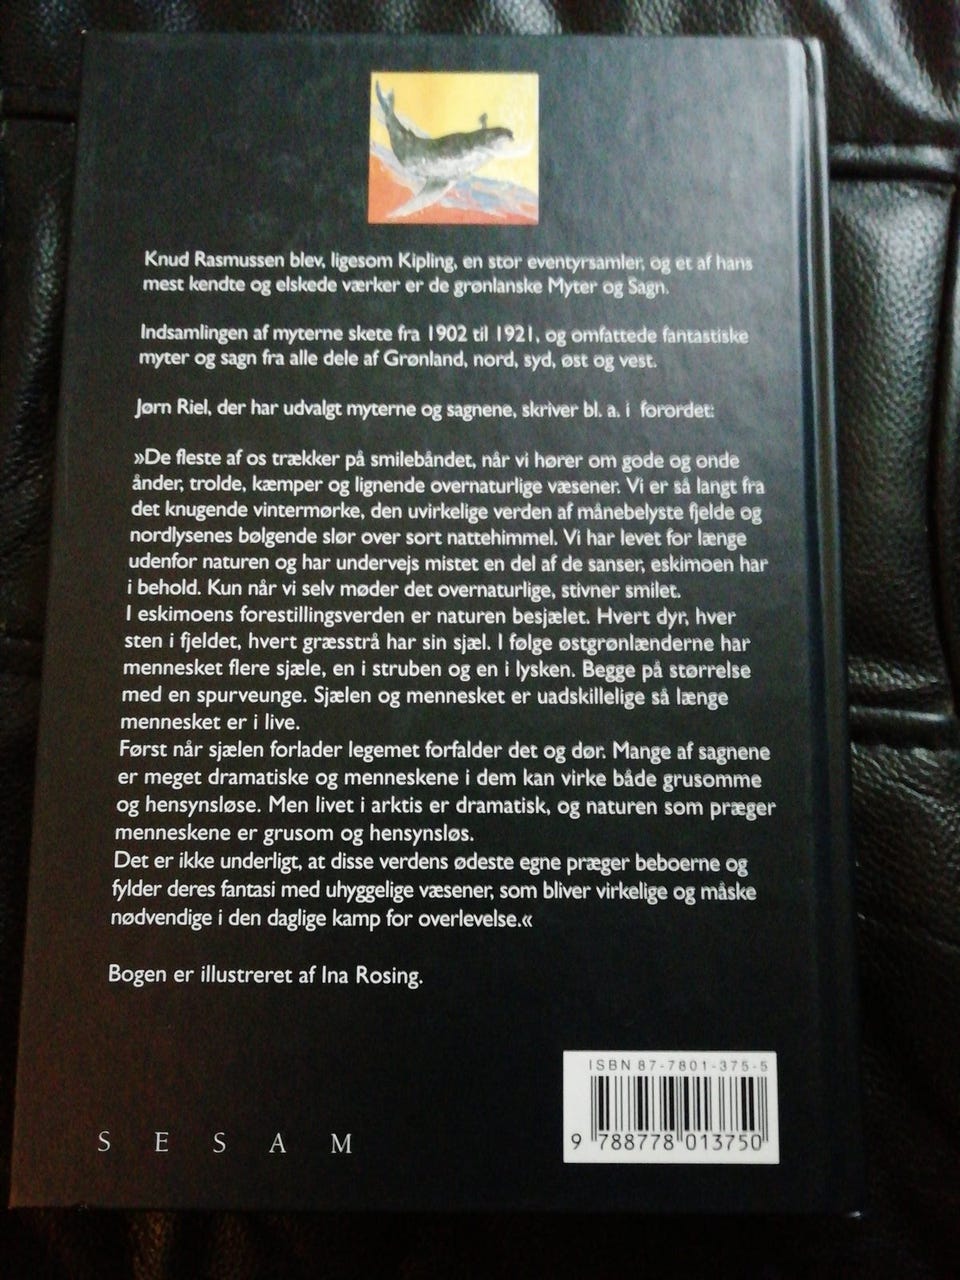 Knud Rasmussen blev, ligesom Kipling, en stor eventyrsamler, og et af hans
mest kendte og elskede værker er de grønlanske Myter og Sagn.
Indsamlingen af myterne skete fra 1902 til 1921, og omfattede fantastiske
myter og sagn fra alle dele af Grønland, nord, syd, øst og vest.
Jørn Riel, der har udvalgt myterne og sagnene, skriver bl. a. i forordet:
»De fleste af os trækker på smilebåndet, når vi hører om gode og onde
ånder, trolde, kæmper og lignende overnaturlige væsener. Vi er så langt fra
det knugende vintermørke, den uvirkelige verden af månebelyste fjelde og
nordlysenes bølgende slør over sort nattehimmel. Vi har levet for længe
udenfor naturen og har undervejs mistet en del af de sanser, eskimoen har
i behold. Kun når vi selv møder det overnaturlige, stivner smilet.
I eskimoens forestillingsverden er naturen besjælet. Hvert dyr, hver
sten i fjeldet, hvert græsstrå har sin sjæl. I følge østgrønlænderne har
mennesket flere sjæle, en i struben og en i lysken. Begge på størrelse
med en spurveunge. Sjælen og mennesket er uadskillelige så længe
mennesket er i live.
Først når sjælen forlader legemet forfalder det og dør. Mange af sagnene
er meget dramatiske og menneskene i dem kan virke både grusomme
og hensynsløse. Men livet i arktis er dramatisk, og naturen som præger
menneskene er grusom og hensynsløs.
Det er ikke underligt, at disse verdens ødeste egne præger beboerne og
fylder deres fantasi med uhyggelige væsener, som bliver virkelige og måske
nødvendige i den daglige kamp for overlevelse.«
Bogen er illustreret af Ina Rosing.
ISBN 87-7801-375-5
9 788778 013750
SESAM